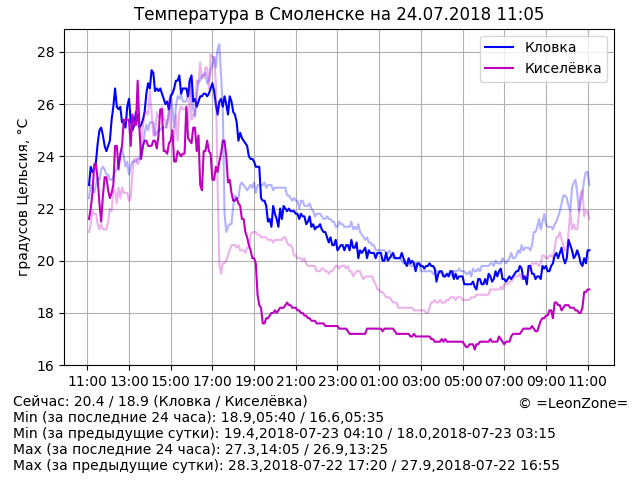 Температура в Смоленске на 24.07.2018 11:05
Кловка
Киселёвка
градусов Цельсия, °C
28
26
24
22
20
18
16
11:00 13:00 15:00 17:00 19:00 21:00 23:00 01:00 03:00 05:00 07:00 09:00 11:00
Сейчас: 20.4 / 18.9 (Кловка / Киселёвка)
© =LeonZone=
Min (за последние 24 часа): 18.9,05:40 / 16.6,05:35
Min (за предыдущие сутки): 19.4,2018-07-23 04:10 / 18.0,2018-07-23 03:15
Max (за последние 24 часа): 27.3,14:05 / 26.9,13:25
Max (за предыдущие сутки): 28.3,2018-07-22 17:20 / 27.9,2018-07-22 16:55